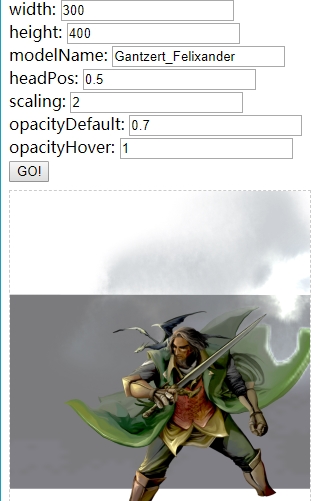 width: 300
height: 400
modelName: Gantzert_Felixander
headPos: 0.5
scaling: 2
opacityDefault: 0.7
opacityHover: 1
GO!